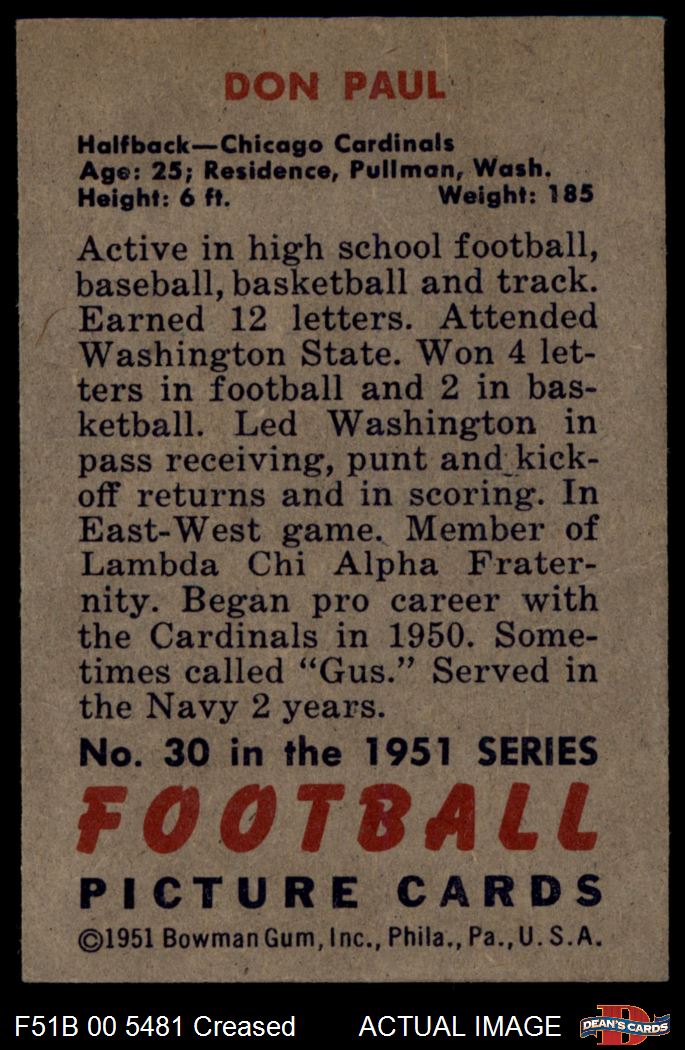 DON PAUL
Halfback—Chicago Cardinals
Age: 25; Residence, Pullman, Wash.
Height: 6 ft. Weight: 185
Active in high school football,
baseball, basketball and track.
Earned 12 letters. Attended
Washington State. Won 4 let-
ters in football and 2 in bas-
ketball. Led Washington in
pass receiving, punt and kick-
off returns and in scoring. In
East-West game. Member of
Lambda Chi Alpha Frater-
nity. Began pro career with
the Cardinals in 1950. Some-
times called “Gus.” Served in
the Navy 2 years.
No. 30 in the 1951 SERIES
FOOTBALL
PICTURE CARDS
©1951 Bowman Gum, Inc., Phila., Pa., U. S. A.
F51B 00 5481 Creased ACTUAL IMAGE
D
DEAN'S CARDS